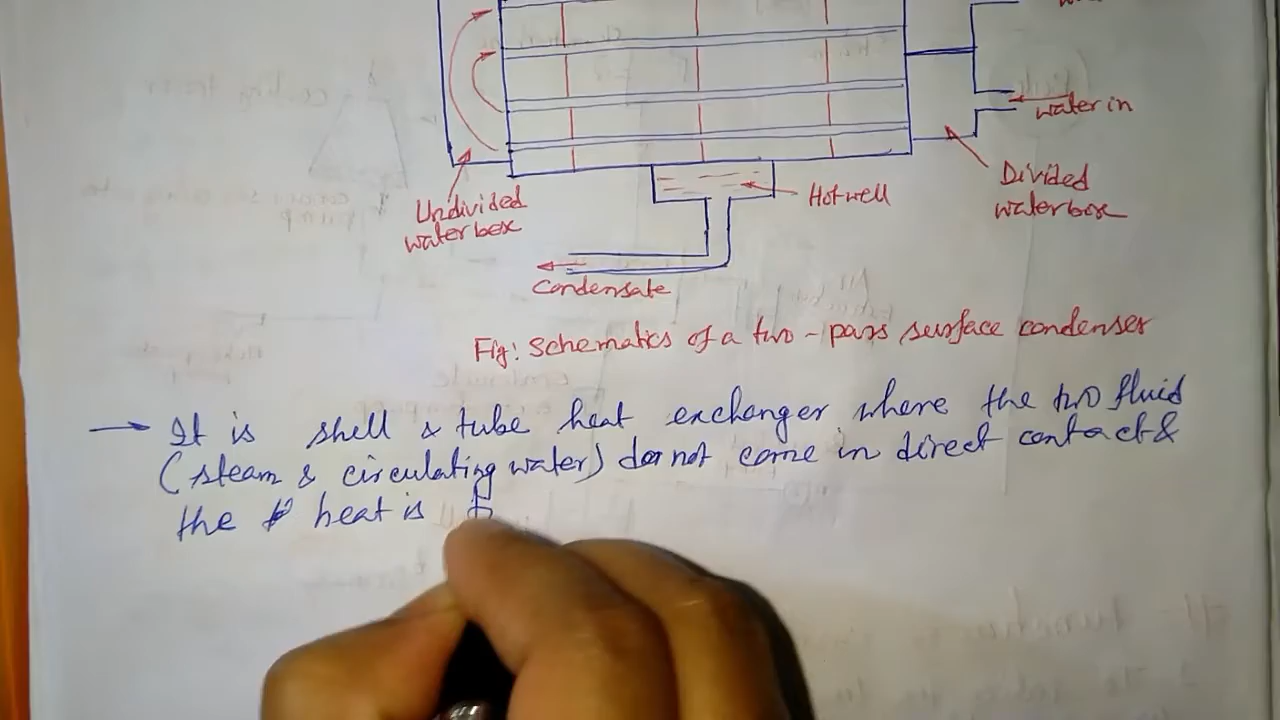 water in
Undivided
waterbox
Hotwell
Divided
waterbox
Condensate
Fig: Schematics of a two-pass surface condenser
→ It is shell & tube heat exchanger where the two fluid
(steam & circulating water) do not come in direct contact &
the heat is